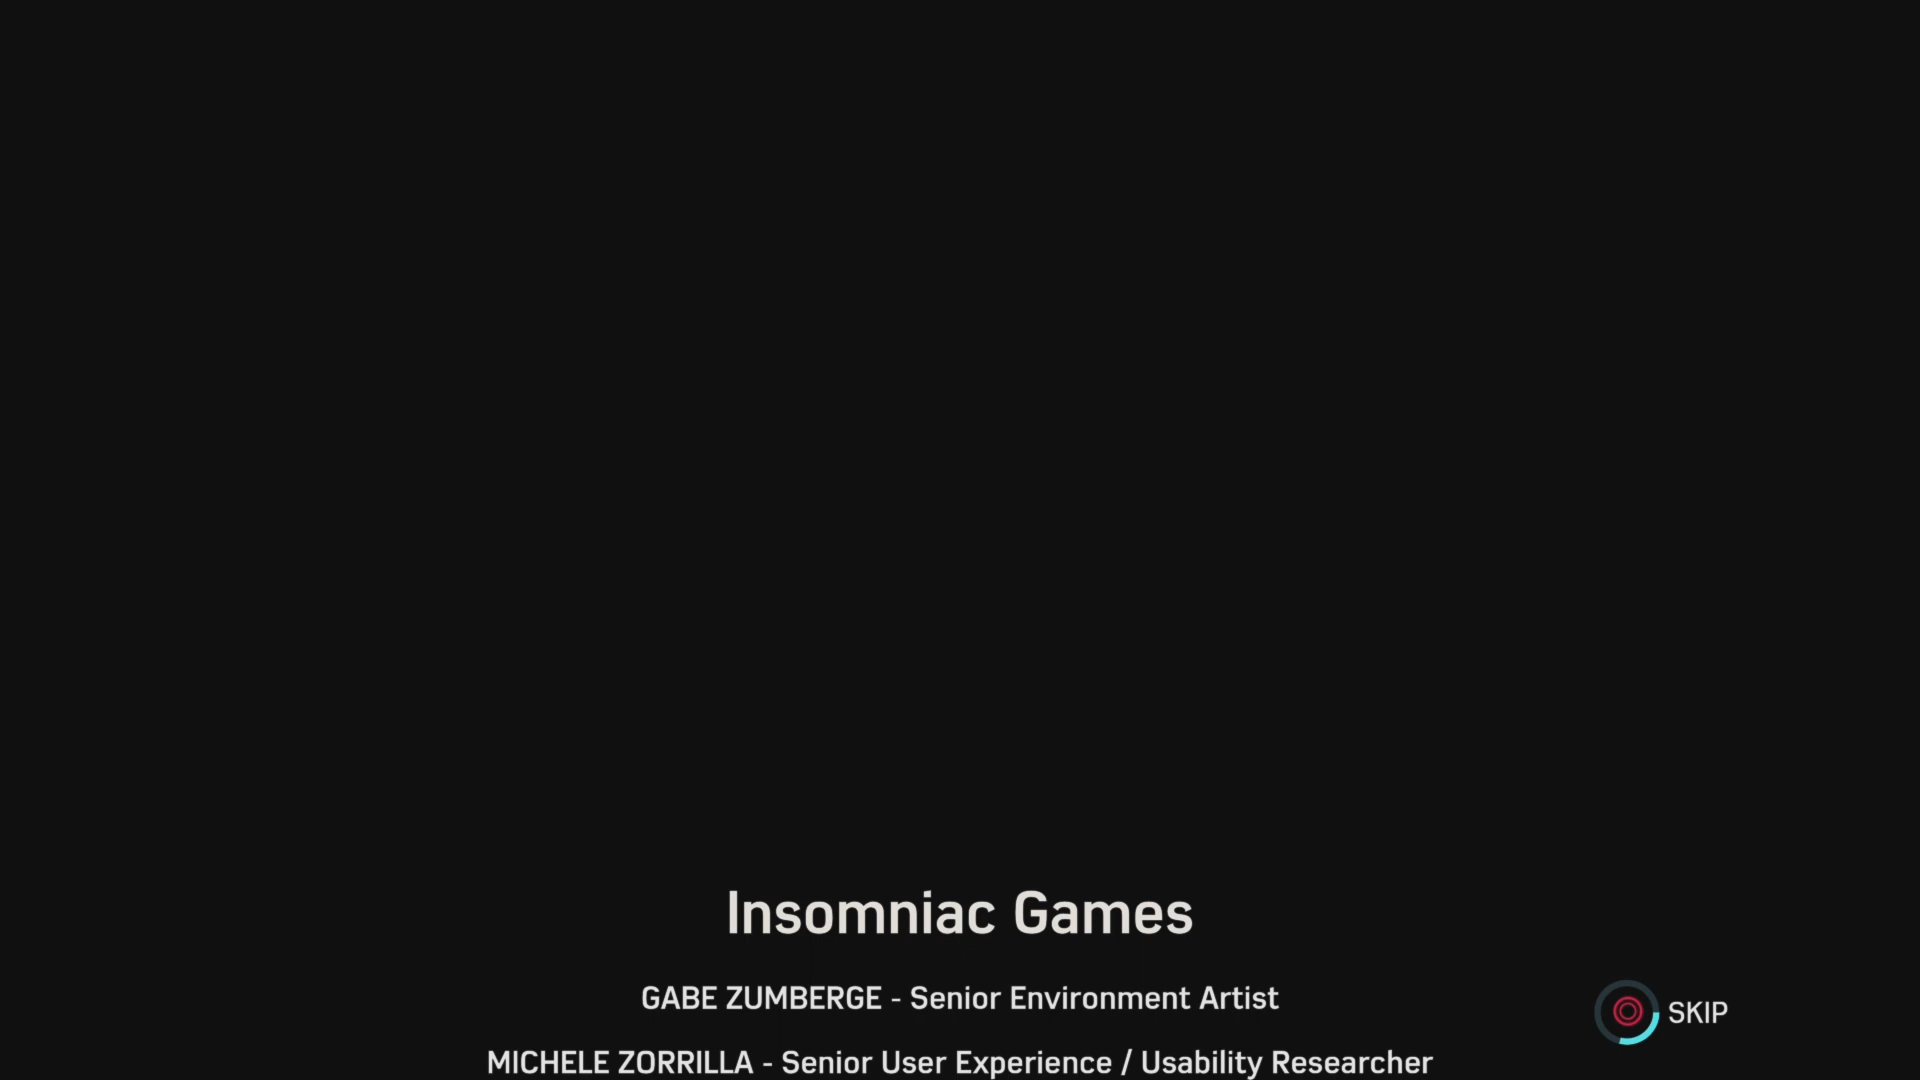 Insomniac Games
GABE ZUMBERGE - Senior Environment Artist
SKIP
MICHELE ZORRILLA - Senior User Experience / Usability Researcher